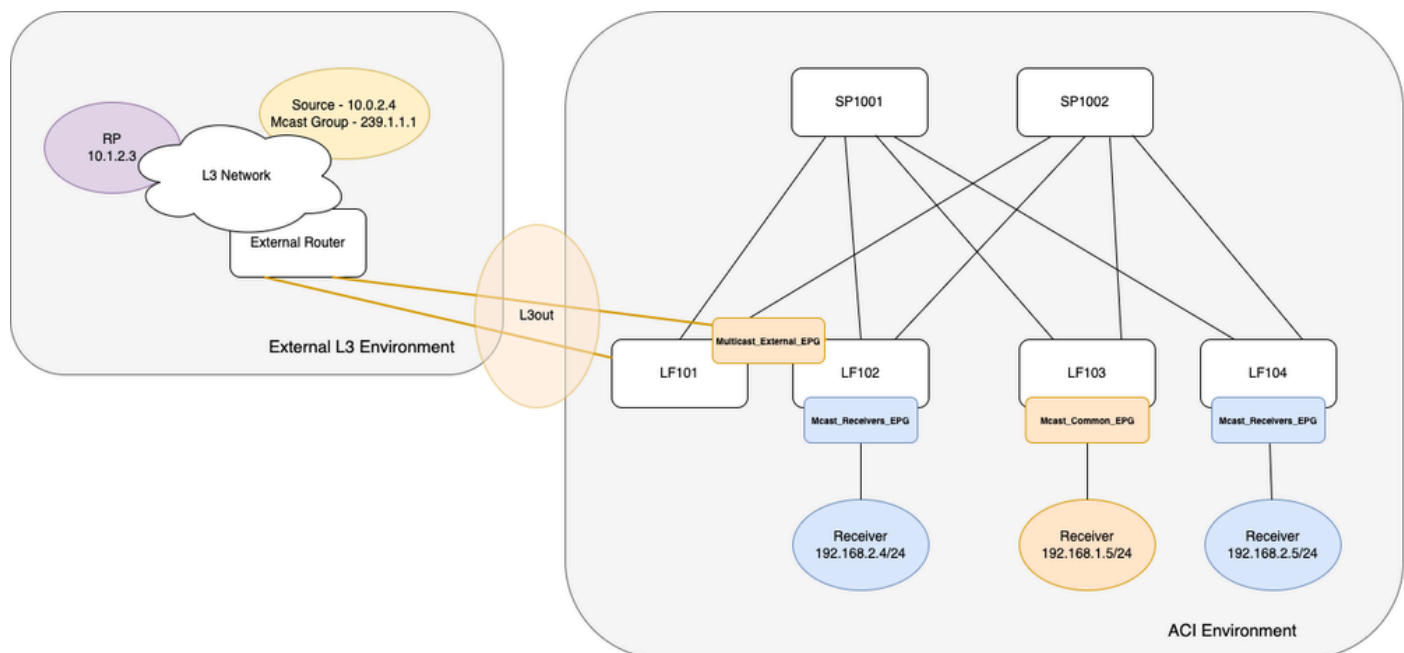 Source - 10.0.2.4
Mcast Group - 239.1.1.1
RP
10.1.2.3
L3 Network
External Router
External L3 Environment
L3out
SP1001
SP1002
Multicast_External_EPG
LF101
LF102
LF103
LF104
Mcast_Receivers_EPG
Mcast_Common_EPG
Mcast_Receivers_EPG
Receiver
192.168.2.4/24
Receiver
192.168.1.5/24
Receiver
192.168.2.5/24
ACI Environment